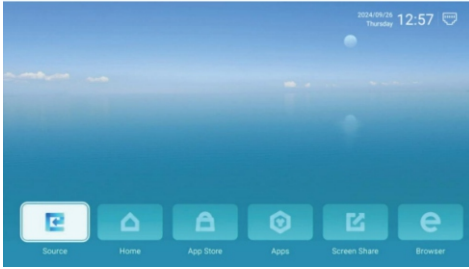 2024/09/26
Thursday
12:57
Source
Home
App Store
Apps
Screen Share
Browser